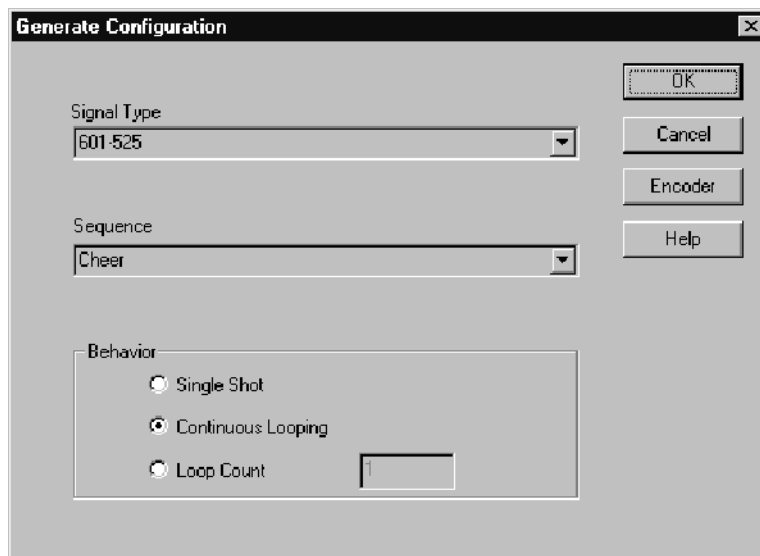 Generate Configuration
OK
Signal Type
601-525
Cancel
Encoder
Sequence
Help
Cheer
Behavior
Single Shot
Continuous Looping
Loop Count
1